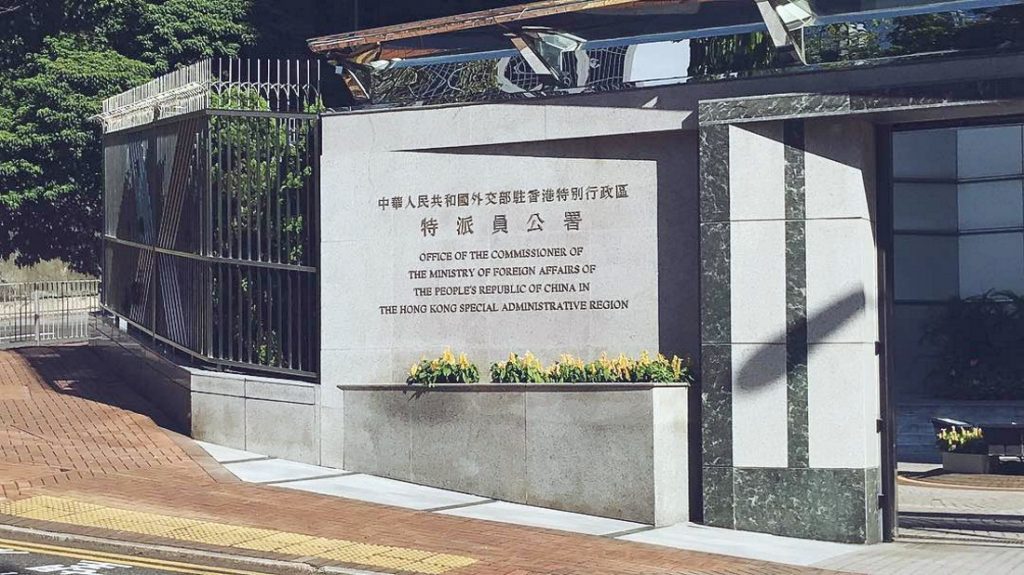 中華人民共和國外交部駐香港特別行政區
特派員公署
OFFICE OF THE COMMISSIONER OF
THE MINISTRY OF FOREIGN AFFAIRS OF
THE PEOPLE'S REPUBLIC OF CHINA IN
THE HONG KONG SPECIAL ADMINISTRATIVE REGION